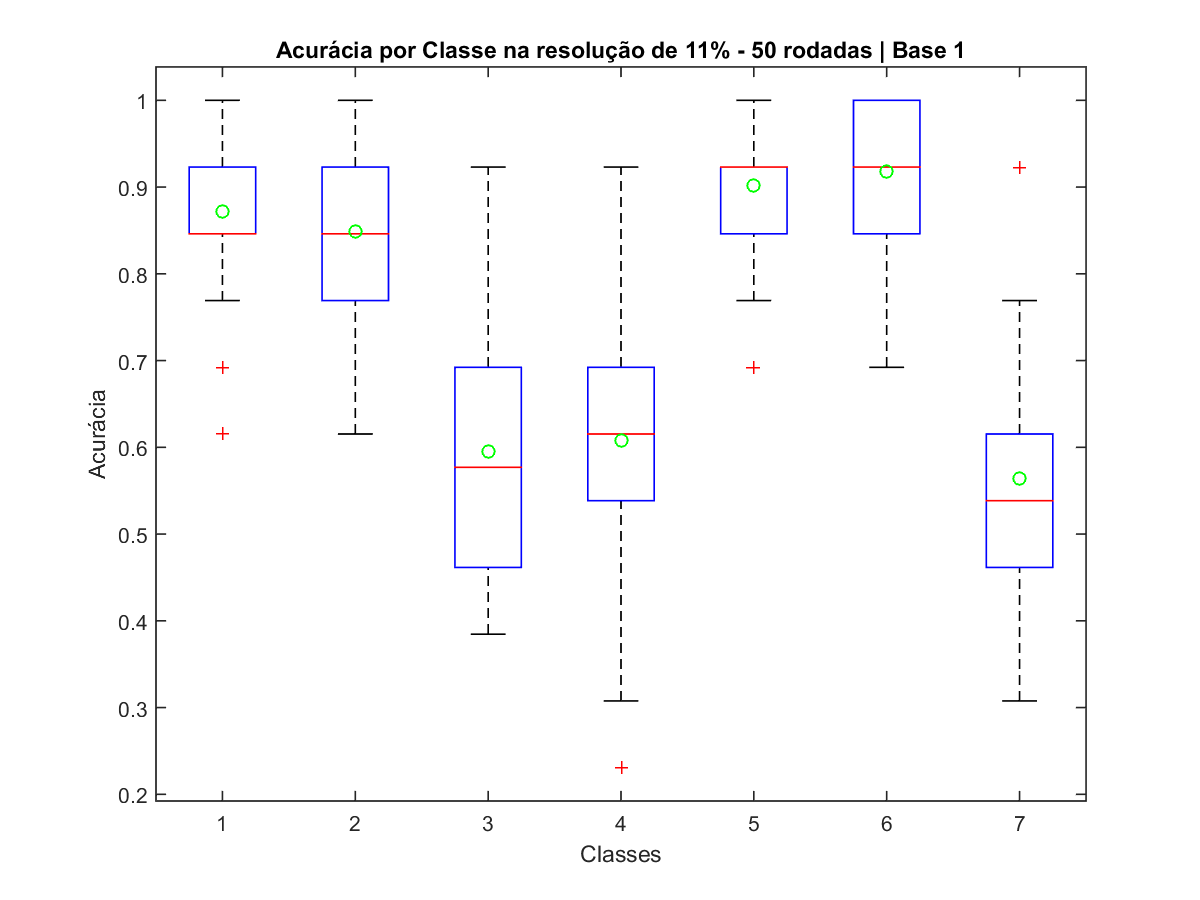 Acurácia por Classe na resolução de 11% - 50 rodadas | Base 1
1
0.9
0.8
0.7
0.6
0.5
0.4
0.3
0.2
Acurácia
1 2 3 4 5 6 7
Classes